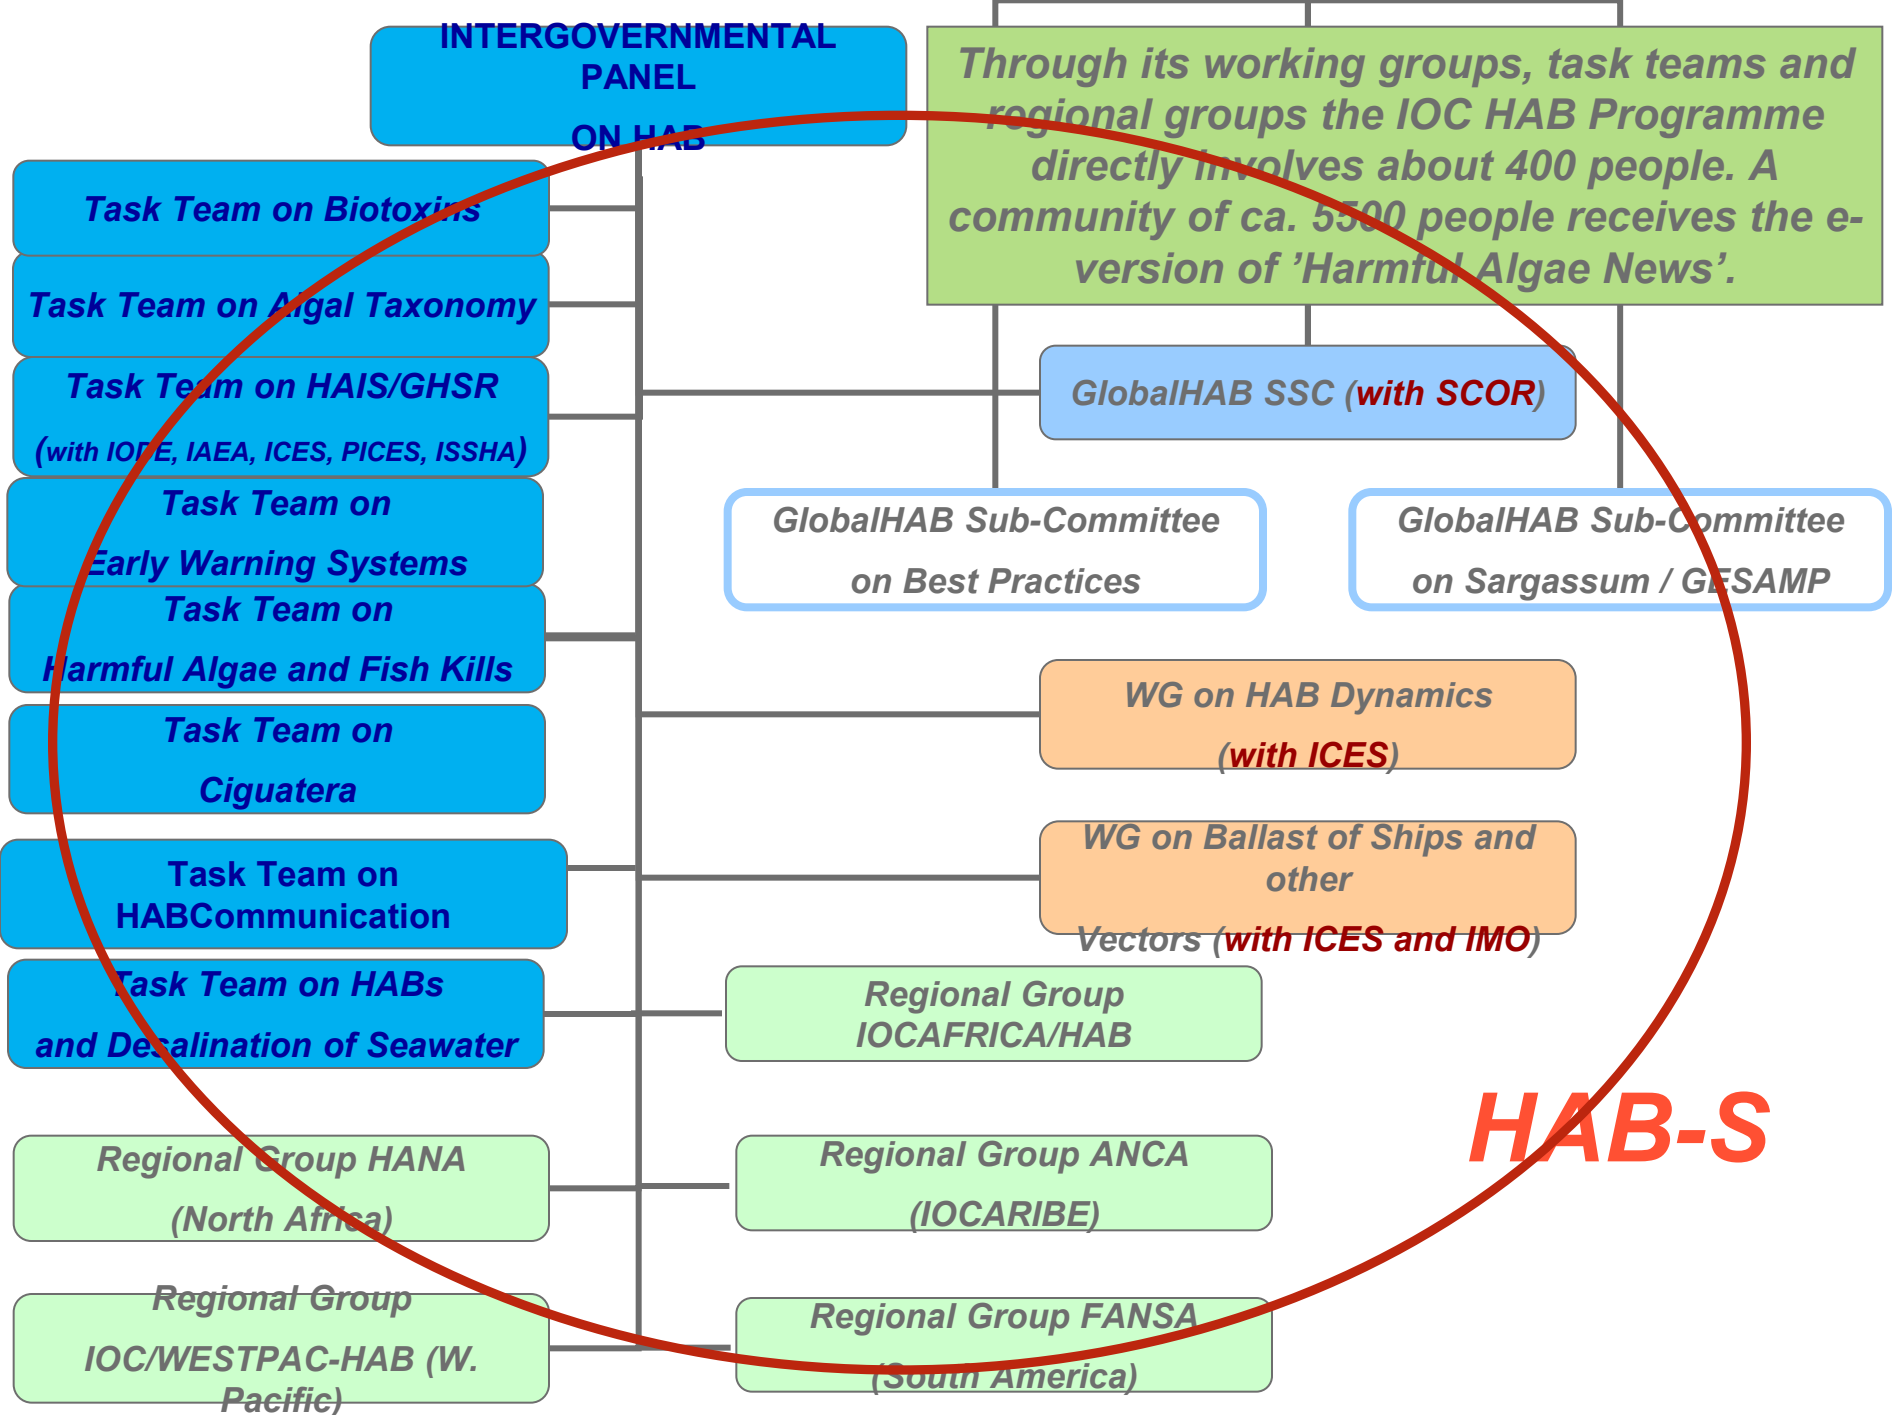 INTERGOVERNMENTAL
PANEL
ON HAB
Through its working groups, task teams and
regional groups the IOC HAB Programme
directly involves about 400 people. A
community of ca. 5500 people receives the e-
version of ’Harmful Algae News’.
Task Team on Biotoxins
Task Team on Algal Taxonomy
Task Team on HAIS/GHSR
(with IODE, IAEA, ICES, PICES, ISSHA)
GlobalHAB SSC (with SCOR)
Task Team on
Early Warning Systems
GlobalHAB Sub-Committee
on Best Practices
GlobalHAB Sub-Committee
on Sargassum / GESAMP
Task Team on
Harmful Algae and Fish Kills
WG on HAB Dynamics
(with ICES)
Task Team on
Ciguatera
WG on Ballast of Ships and
other
Vectors (with ICES and IMO)
Task Team on
HABCommunication
Task Team on HABs
and Desalination of Seawater
Regional Group
IOCAFRICA/HAB
HAB-S
Regional Group HANA
(North Africa)
Regional Group ANCA
(IOCARIBE)
Regional Group
IOC/WESTPAC-HAB (W.
Pacific)
Regional Group FANSA
(South America)